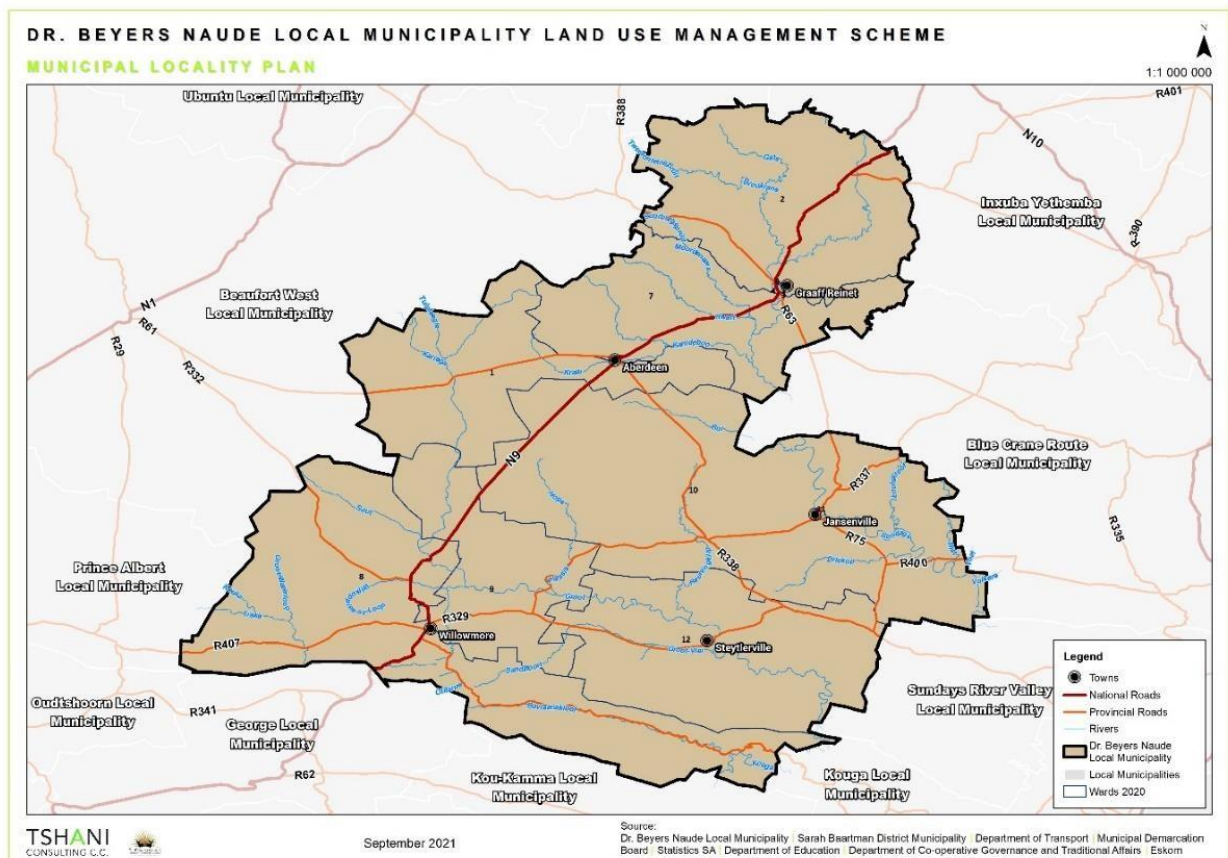 DR. BEYERS NAUDE LOCAL MUNICIPALITY LAND USE MANAGEMENT SCHEME
MUNICIPAL LOCALITY PLAN
N
1:1 000 000
Ubuntu Local Municipality
R388
R401
N10
2
Inxuba Yethemba
Local Municipality
R390
N1
Beaufort West
Local Municipality
R61
R29
R332
7
Graaff Reinet
R63
Kamdeboo
Aberdeen
Kraai
1
N9
Blue Crane Route
Local Municipality
10
R337
Jansenville
R75
R335
R338
R400
Prince Albert
Local Municipality
8
9
Groot
R329
Willowmore
12
Steytlerville
R407
Oudtshoorn Local
Municipality
R341
George Local
Municipality
R62
Baviaanskloof
Kouga
Sundays River Valley
Local Municipality
Kou-Kamma Local
Municipality
Kouga Local
Municipality
Legend
Towns
National Roads
Provincial Roads
Rivers
Dr. Beyers Naude
Local Municipality
Local Municipalities
Wards 2020
TSHANI
CONSULTING C.C.
September 2021
Source:
Dr. Beyers Naude Local Municipality | Sarah Baartman District Municipality | Department of Transport | Municipal Demarcation
Board | Statistics SA | Department of Education | Department of Co-operative Governance and Traditional Affairs | Eskom